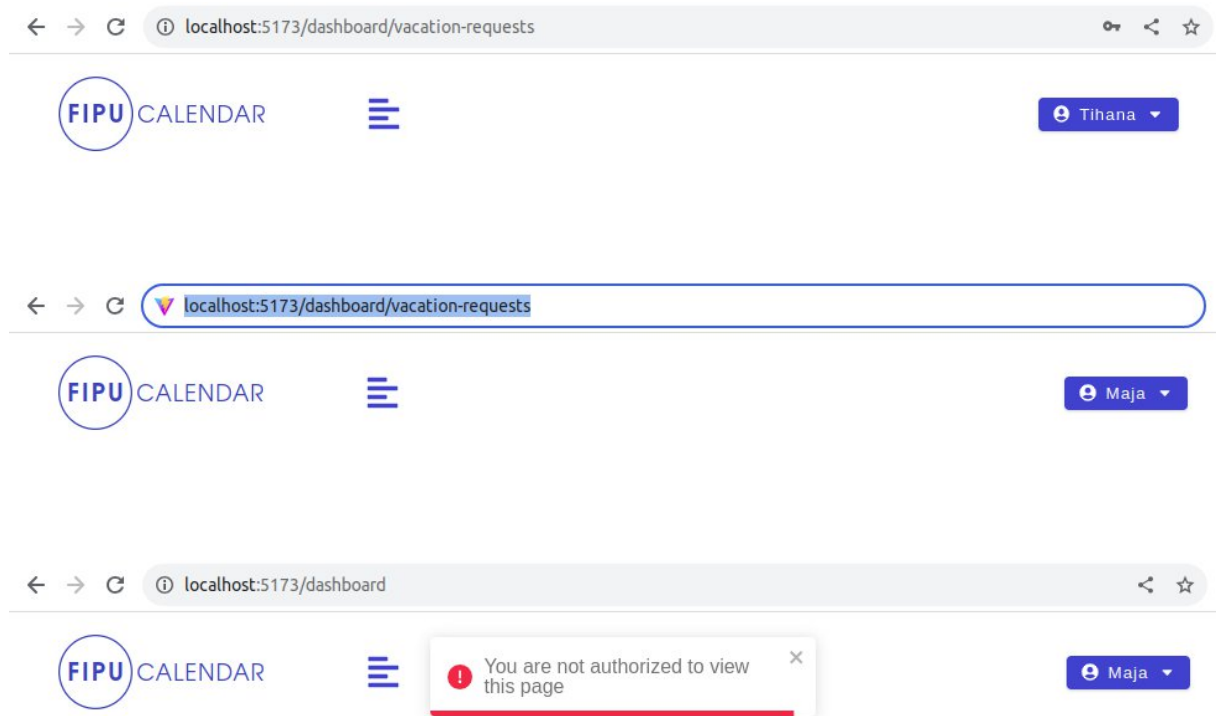 localhost:5173/dashboard/vacation-requests
FIPU CALENDAR
Tihana
localhost:5173/dashboard/vacation-requests
FIPU CALENDAR
Maja
localhost:5173/dashboard
FIPU CALENDAR
You are not authorized to view
this page
Maja